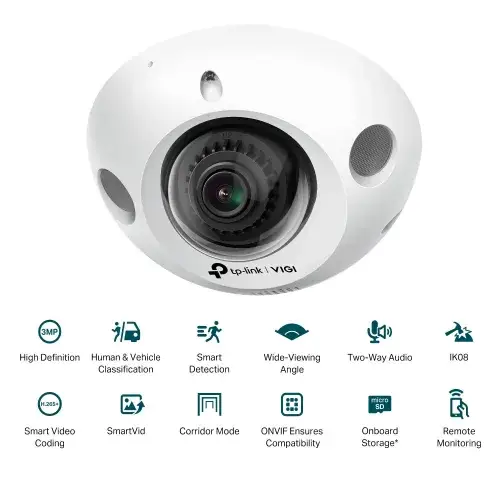 tp-link | VIGI
3MP
High Definition
Human & Vehicle
Classification
Smart
Detection
Wide-Viewing
Angle
Two-Way Audio
IK08
H.265+
Smart Video
Coding
SmartVid
Corridor Mode
ONVIF Ensures
Compatibility
micro
SD
Onboard
Storage*
Remote
Monitoring